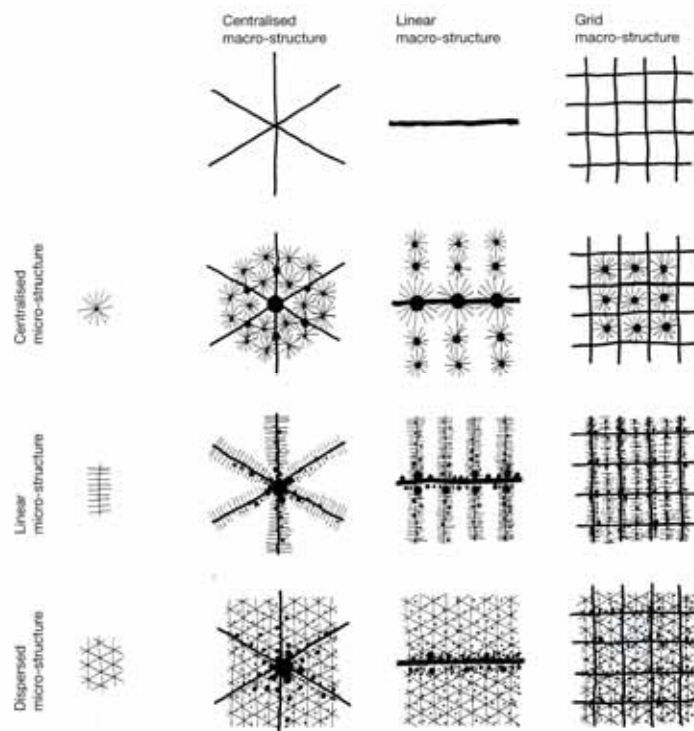 Centralised
macro-structure
Linear
macro-structure
Grid
macro-structure
Centralised
micro-structure
Linear
micro-structure
Dispersed
micro-structure